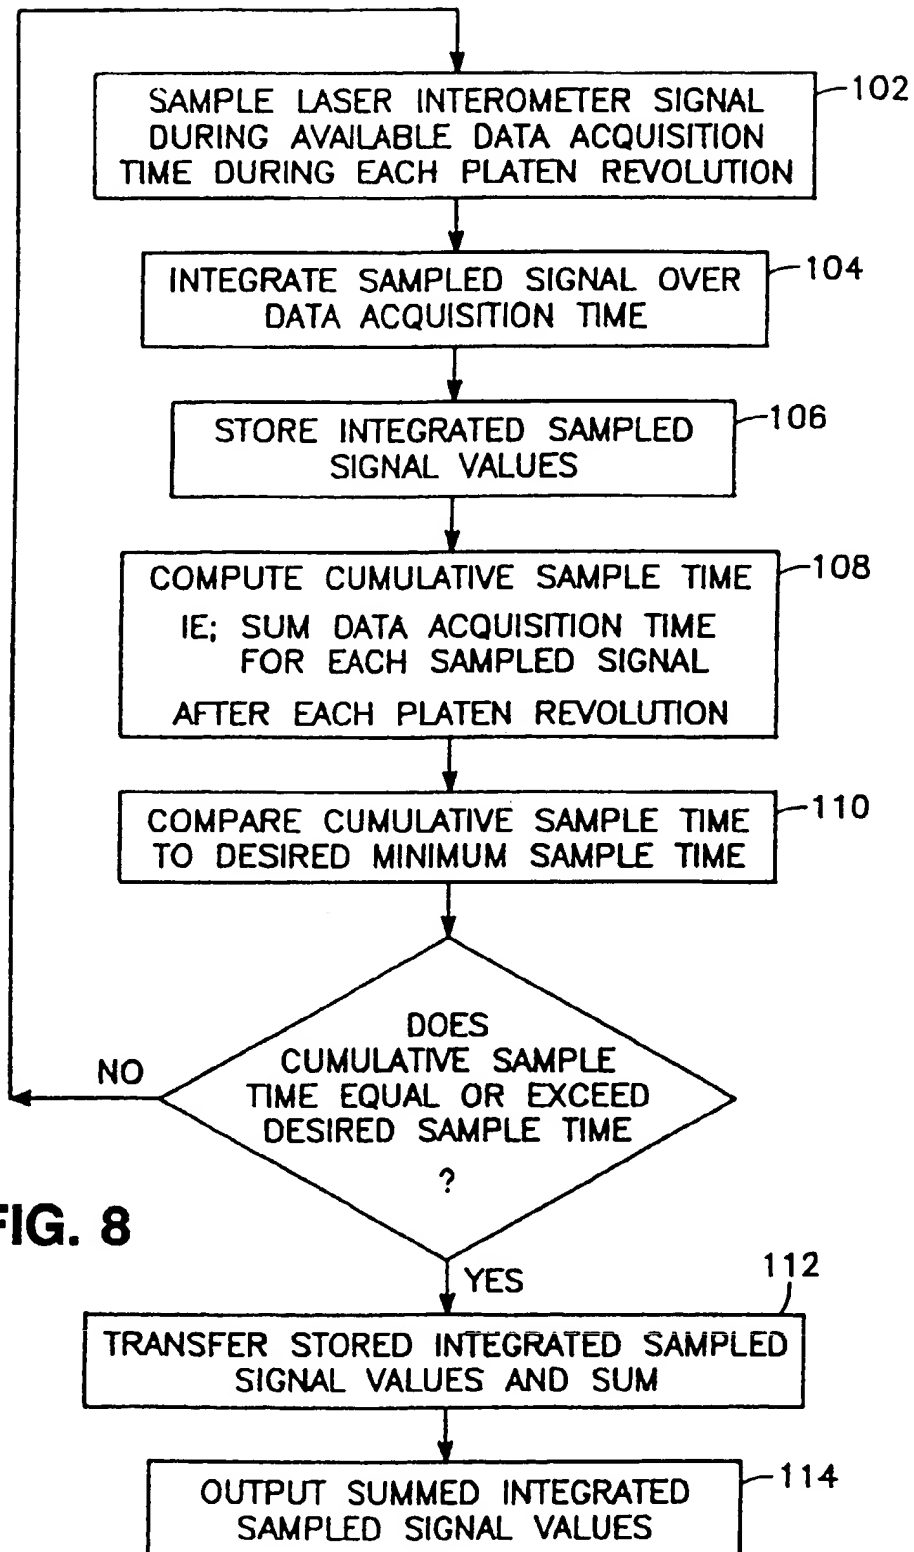 SAMPLE LASER INTEROMETER SIGNAL
DURING AVAILABLE DATA ACQUISITION
TIME DURING EACH PLATEN REVOLUTION
102
INTEGRATE SAMPLED SIGNAL OVER
DATA ACQUISITION TIME
104
STORE INTEGRATED SAMPLED
SIGNAL VALUES
106
COMPUTE CUMULATIVE SAMPLE TIME
IE; SUM DATA ACQUISITION TIME
FOR EACH SAMPLED SIGNAL
AFTER EACH PLATEN REVOLUTION
108
COMPARE CUMULATIVE SAMPLE TIME
TO DESIRED MINIMUM SAMPLE TIME
110
DOES
CUMULATIVE SAMPLE
TIME EQUAL OR EXCEED
DESIRED SAMPLE TIME
?
NO
FIG. 8
YES
112
TRANSFER STORED INTEGRATED SAMPLED
SIGNAL VALUES AND SUM
OUTPUT SUMMED INTEGRATED
SAMPLED SIGNAL VALUES
114